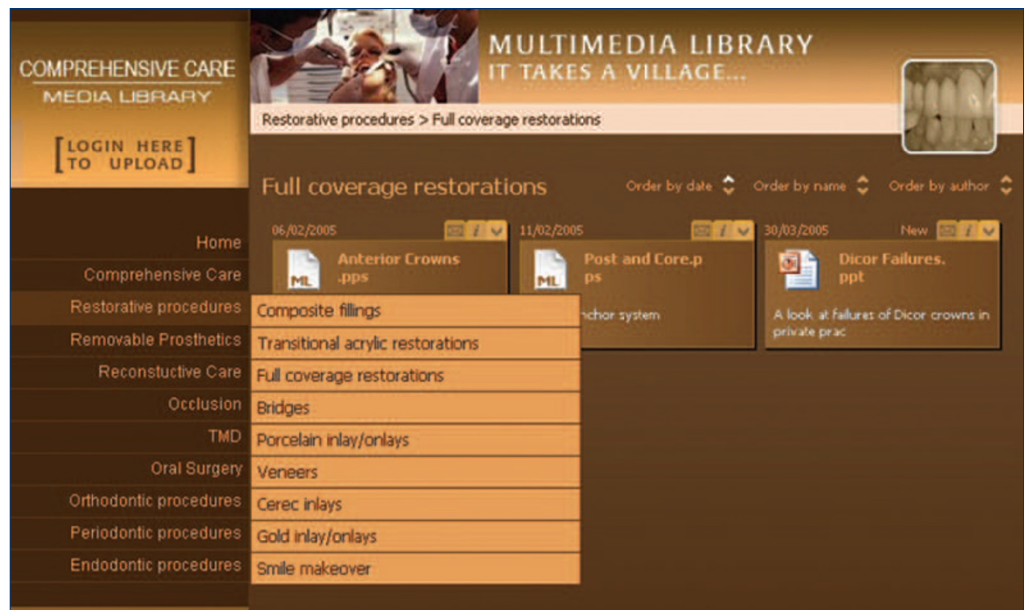 COMPREHENSIVE CARE
MEDIA LIBRARY
[LOGIN HERE
TO UPLOAD]
MULTIMEDIA LIBRARY
IT TAKES A VILLAGE...
Restorative procedures > Full coverage restorations
Full coverage restorations
Order by date
Order by name
Order by author
06/02/2005
ML
Anterior Crowns
.pps
11/02/2005
ML
Post and Core.p
ps
nchor system
30/03/2005
New
Dicor Failures.
ppt
A look at failures of Dicor crowns in
private prac
Home
Comprehensive Care
Restorative procedures
Removable Prosthetics
Reconstuctive Care
Occlusion
TMD
Oral Surgery
Orthodontic procedures
Periodontic procedures
Endodontic procedures
Composite fillings
Transitional acrylic restorations
Full coverage restorations
Bridges
Porcelain inlay/onlays
Veneers
Cerec inlays
Gold inlay/onlays
Smile makeover